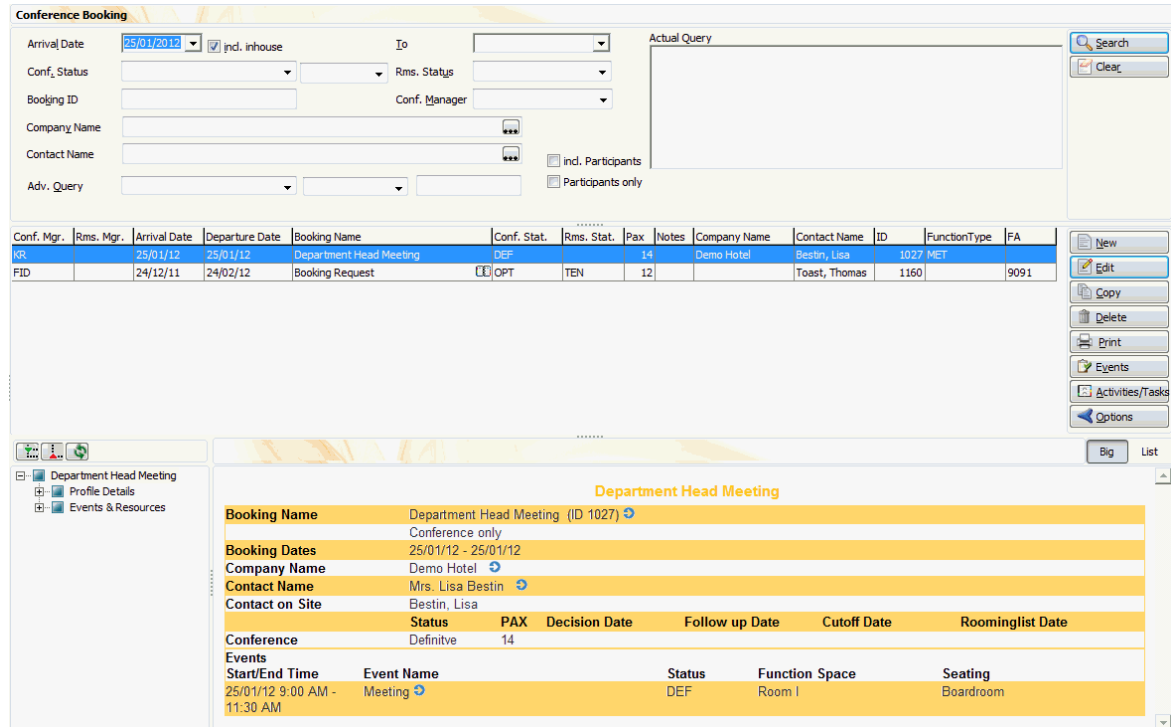 Conference Booking
Arrival Date 25/01/2012 incl. inhouse To Actual Query Search
Conf. Status Rms. Status Clear
Booking ID Conf. Manager
Company Name
Contact Name
incl. Participants
Adv. Query Participants only
Conf. Mgr. Rms. Mgr. Arrival Date Departure Date Booking Name Conf. Stat. Rms. Stat. Pax Notes Company Name Contact Name ID FunctionType FA
KR 25/01/12 25/01/12 Department Head Meeting DEF 14 Demo Hotel Bestin, Lisa 1027 MET
FID 24/12/11 24/02/12 Booking Request OPT TEN 12 Toast, Thomas 1160 9091
New
Edit
Copy
Delete
Print
Events
Activities/Tasks
Options
Big List
Department Head Meeting
Profile Details
Events & Resources
Department Head Meeting
Booking Name Department Head Meeting (ID 1027)
Conference only
Booking Dates 25/01/12 - 25/01/12
Company Name Demo Hotel
Contact Name Mrs. Lisa Bestin
Contact on Site Bestin, Lisa
Status PAX Decision Date Follow up Date Cutoff Date Roominglist Date
Conference Definitve 14
Events
Start/End Time Event Name Status Function Space Seating
25/01/12 9:00 AM - Meeting DEF Room I Boardroom
11:30 AM